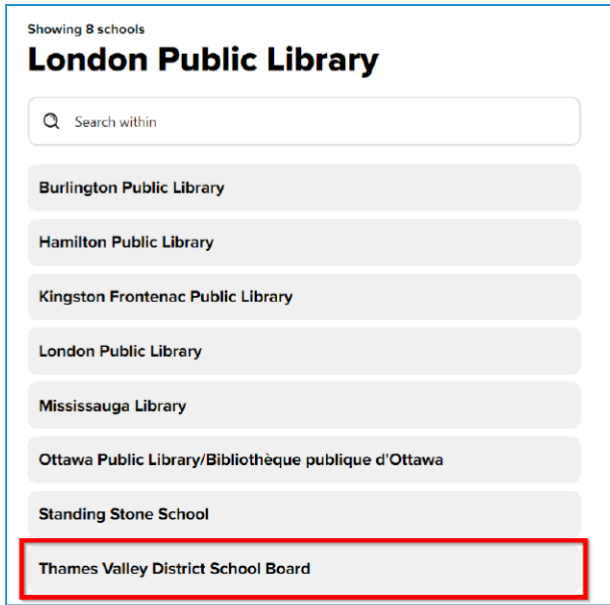 Showing 8 schools
London Public Library
Search within
Burlington Public Library
Hamilton Public Library
Kingston Frontenac Public Library
London Public Library
Mississauga Library
Ottawa Public Library/Bibliothèque publique d'Ottawa
Standing Stone School
Thames Valley District School Board